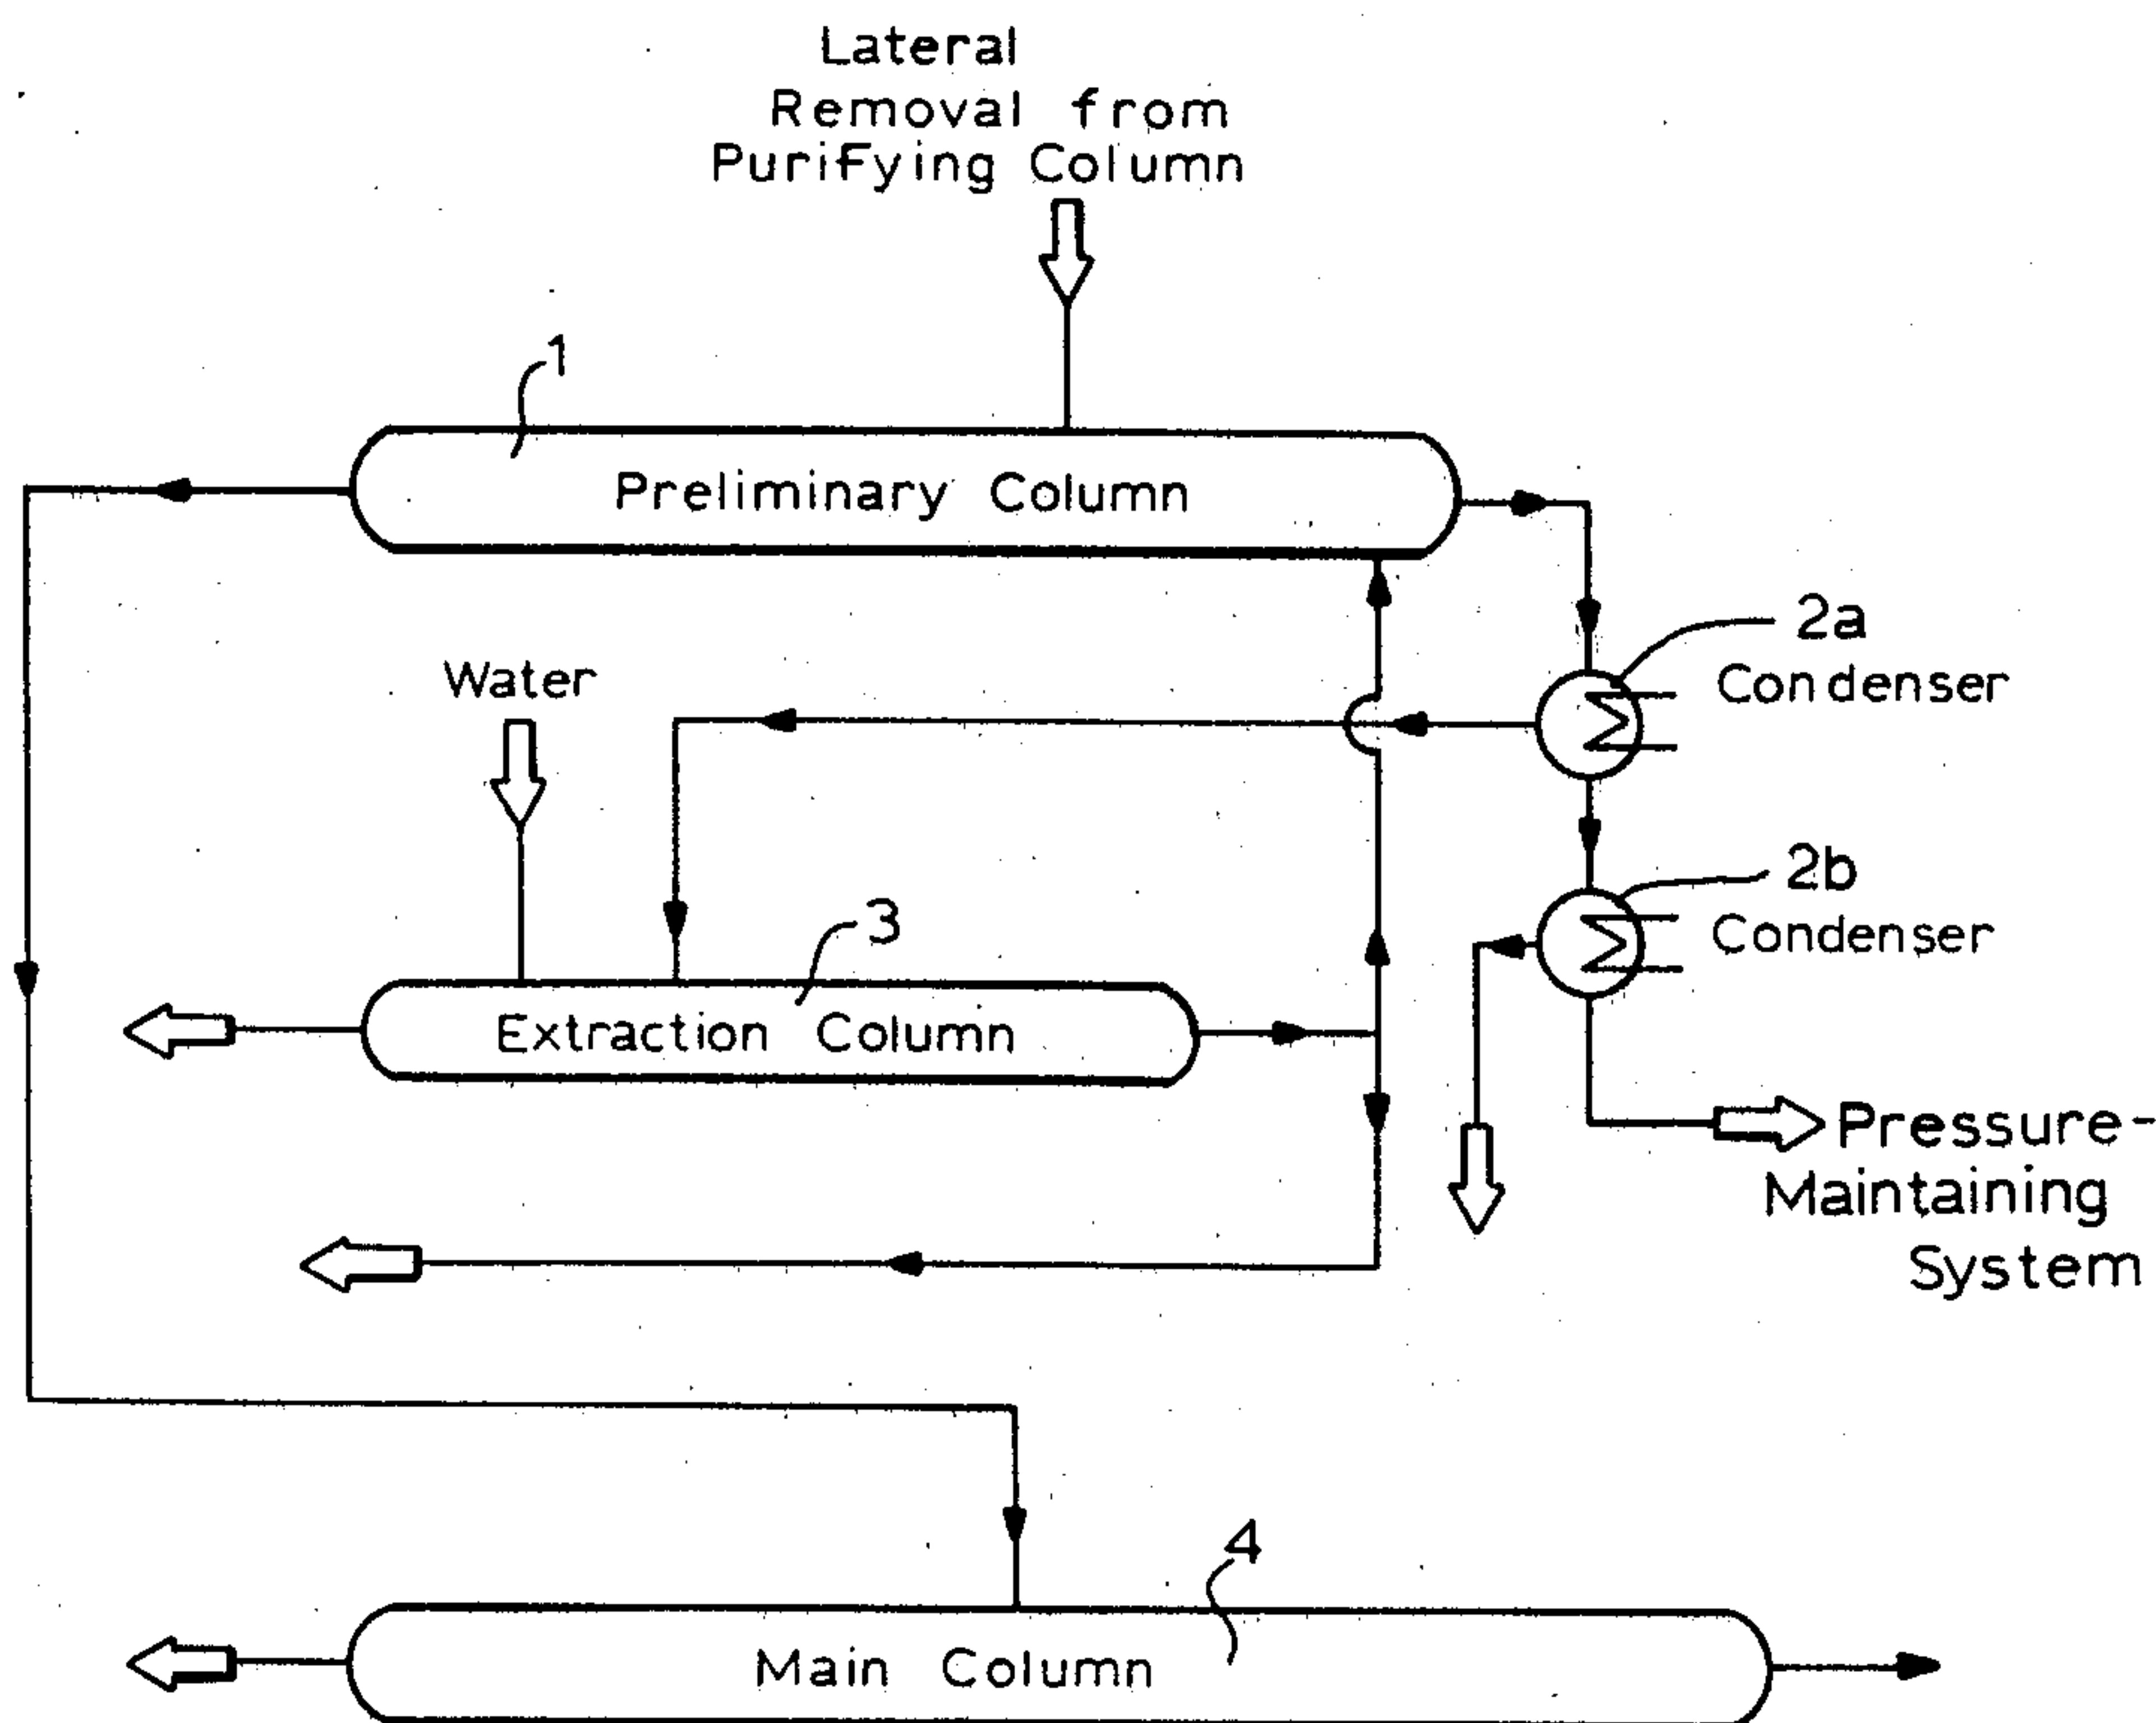 Lateral
Removal from
Purifying Column
1
Preliminary Column
2a
Condenser
Water
2b
Condenser
3
Extraction Column
Pressure-
Maintaining
System
4
Main Column